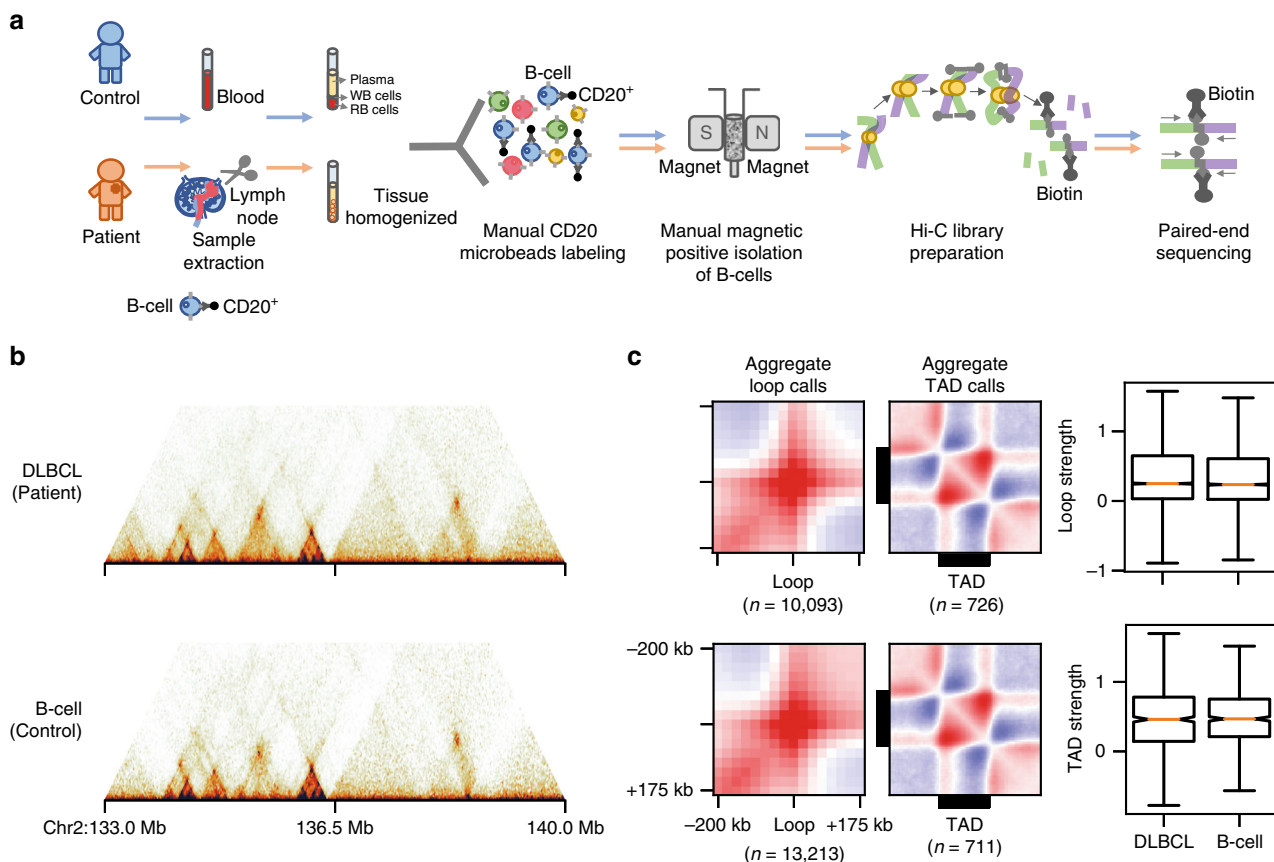 a
Control
Blood
Plasma
WB cells
RB cells
B-cell
CD20+
S
N
Magnet
Magnet
Biotin
Biotin
Patient
Lymph
node
Sample
extraction
Tissue
homogenized
Manual CD20
microbeads labeling
Manual magnetic
positive isolation
of B-cells
Hi-C library
preparation
Paired-end
sequencing
B-cell
CD20+
b
DLBCL
(Patient)
B-cell
(Control)
Chr2:133.0 Mb
136.5 Mb
140.0 Mb
c
Aggregate
loop calls
Aggregate
TAD calls
Loop
(n = 10,093)
TAD
(n = 726)
–200 kb
+175 kb
–200 kb
Loop
+175 kb
(n = 13,213)
TAD
(n = 711)
Loop strength
1
0
–1
TAD strength
1
0
DLBCL
B-cell